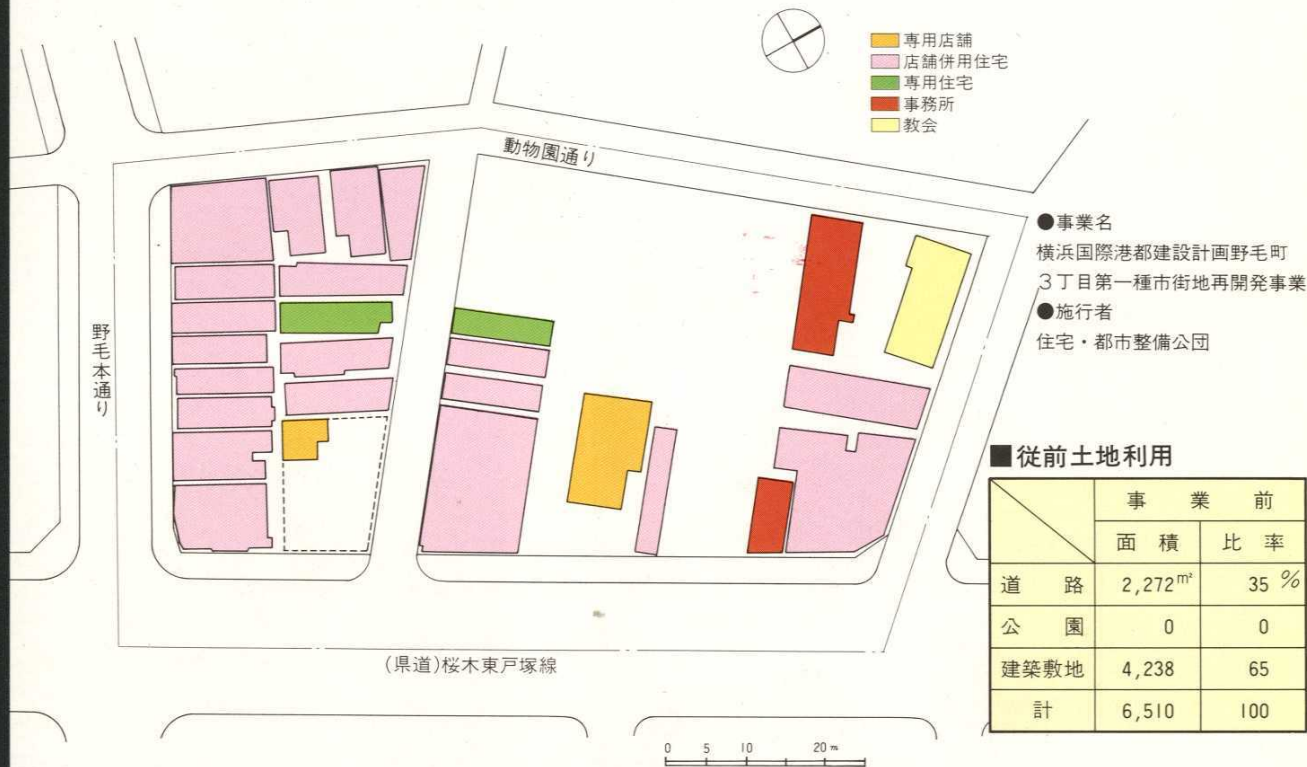 専用店舗
店舗併用住宅
専用住宅
事務所
教会
動物園通り
野毛本通り
(県道)桜木東戸塚線
0 5 10 20 m
●事業名
横浜国際港都建設計画野毛町
3丁目第一種市街地再開発事業
●施行者
住宅・都市整備公団
■従前土地利用
事業前
面積 比率
道路 2,272m² 35%
公園 0 0
建築敷地 4,238 65
計 6,510 100